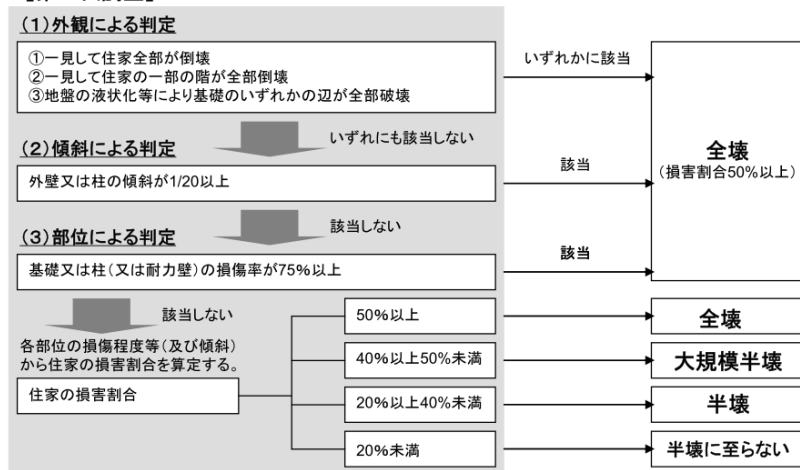 (1)外観による判定
①一見して住家全部が倒壊
②一見して住家の一部の階が全部倒壊
③地盤の液状化等により基礎のいずれかの辺が全部破壊
いずれかに該当
いずれにも該当しない
(2)傾斜による判定
外壁又は柱の傾斜が1/20以上
該当
全壊
(損害割合50%以上)
該当しない
(3)部位による判定
基礎又は柱(又は耐力壁)の損傷率が75%以上
該当
該当しない
各部位の損傷程度等(及び傾斜)
から住家の損害割合を算定する。
住家の損害割合
50%以上
全壊
40%以上50%未満
大規模半壊
20%以上40%未満
半壊
20%未満
半壊に至らない